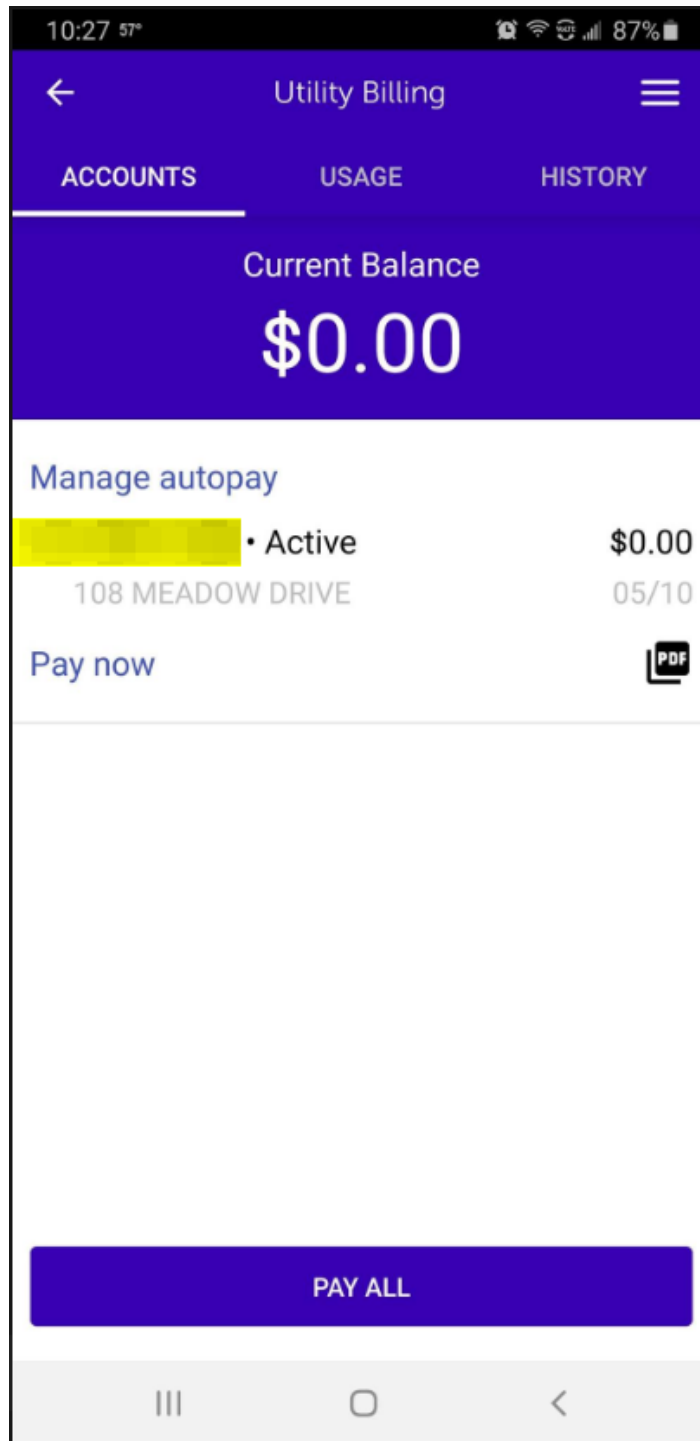 10:27 57° 87%
Utility Billing
ACCOUNTS USAGE HISTORY
Current Balance
$0.00
Manage autopay
• Active $0.00
108 MEADOW DRIVE 05/10
Pay now PDF
PAY ALL